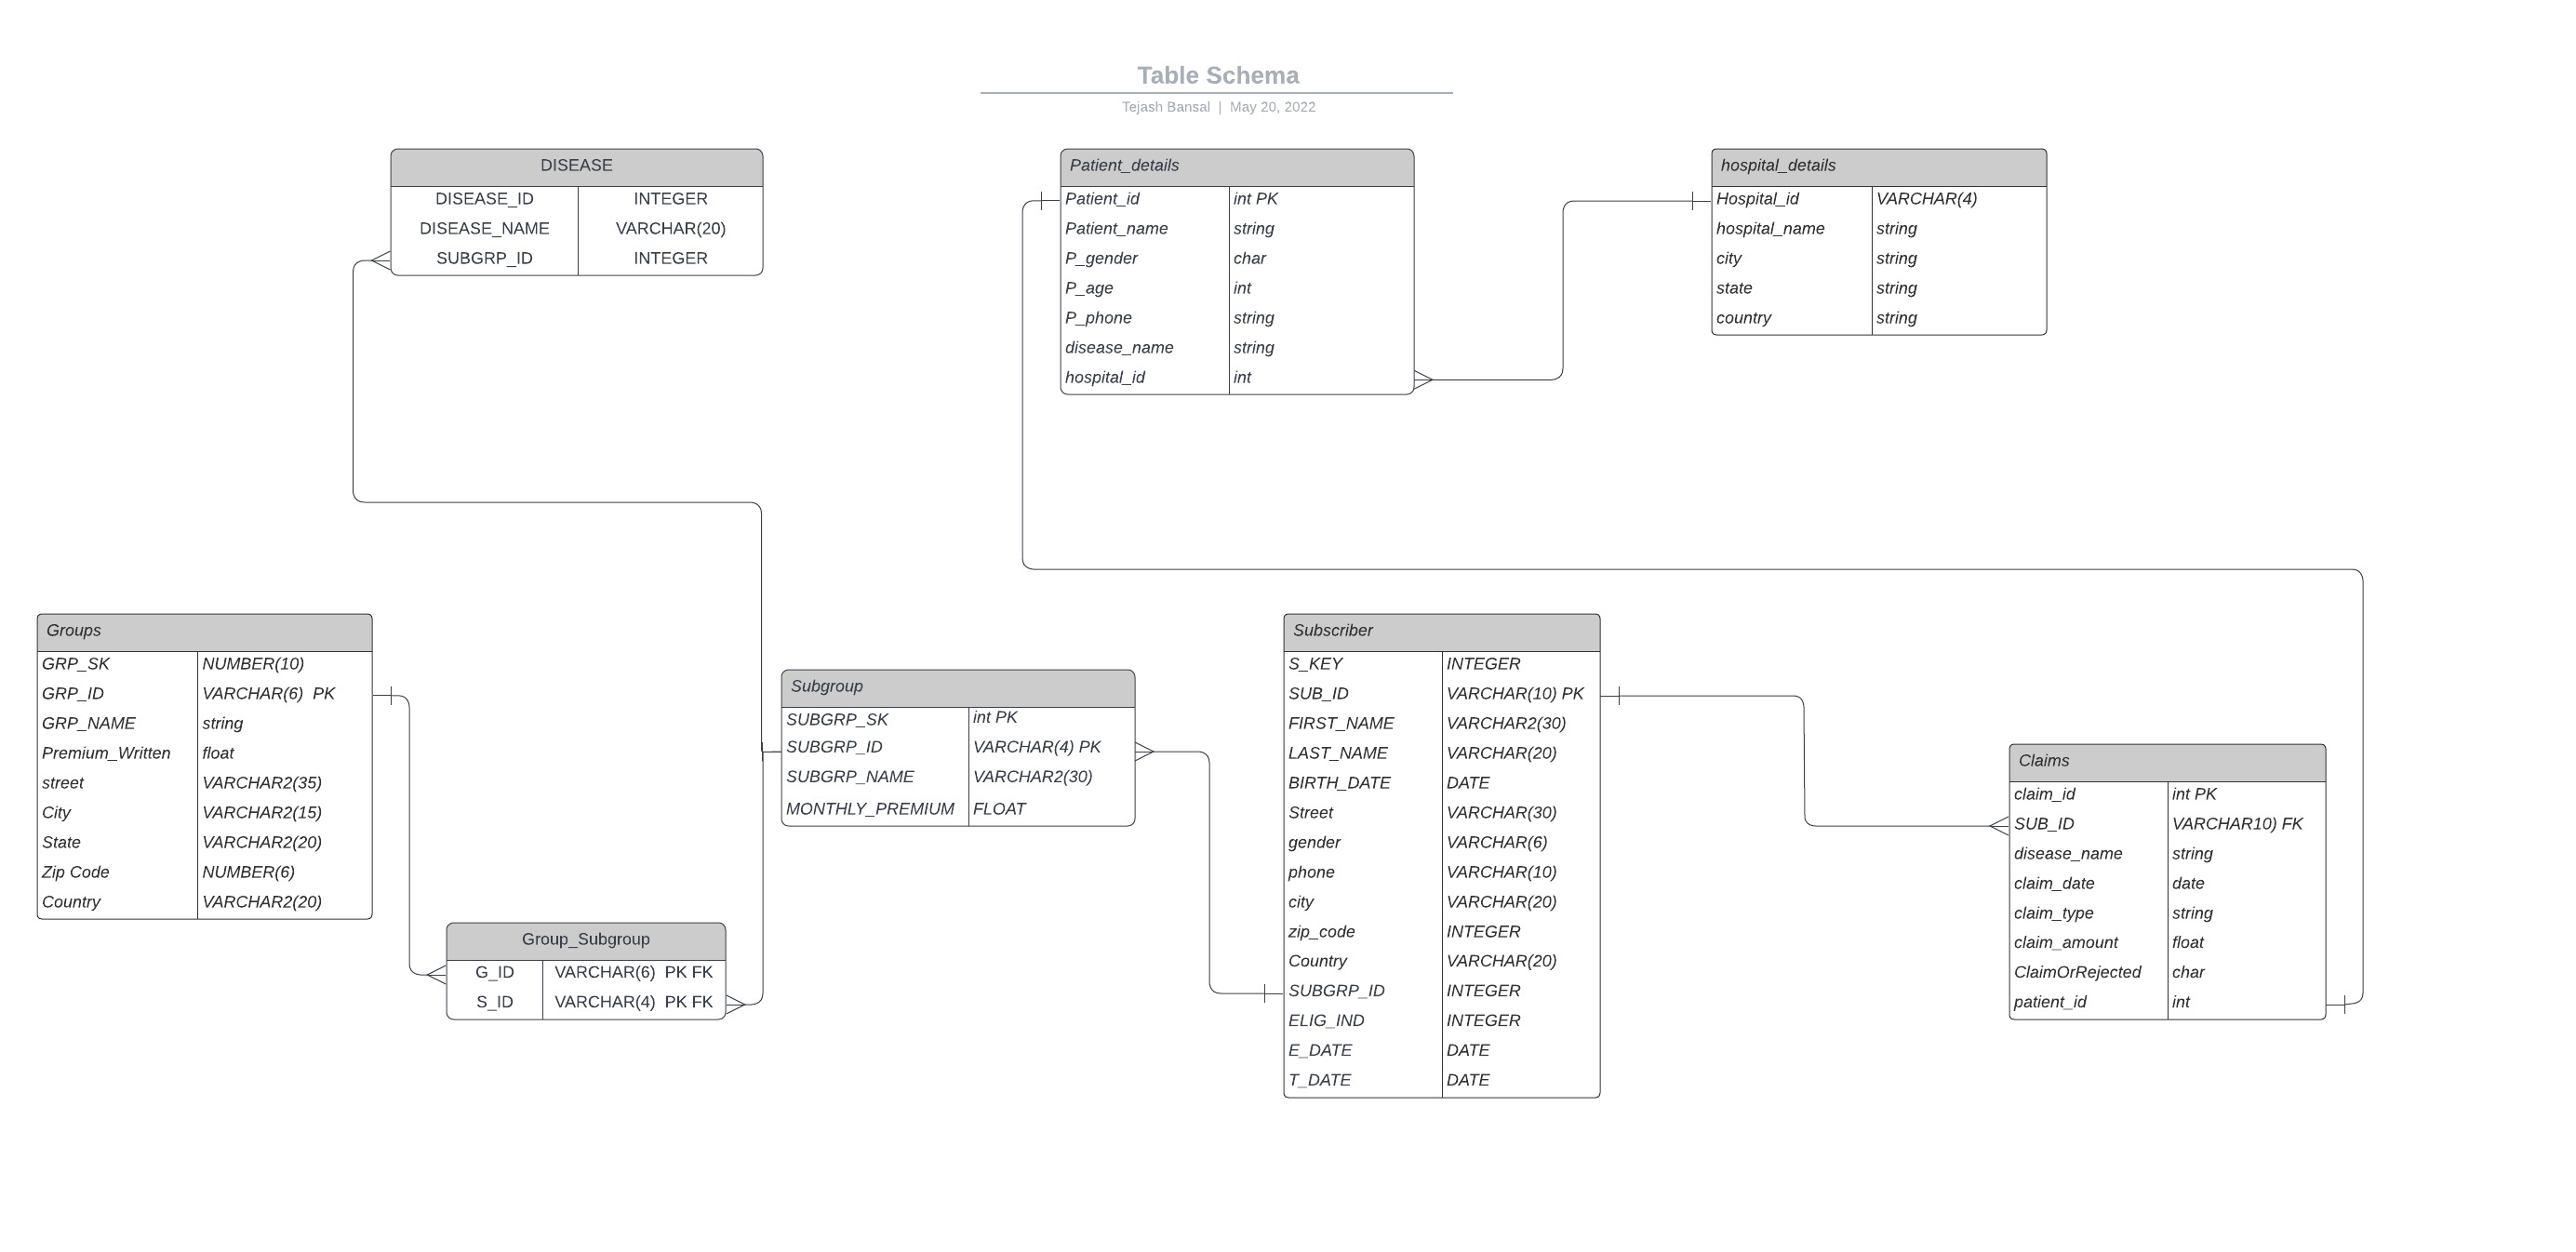 Table Schema
Tejash Bansal | May 20, 2022
DISEASE
DISEASE_ID INTEGER
DISEASE_NAME VARCHAR(20)
SUBGRP_ID INTEGER
Patient_details
Patient_id int PK
Patient_name string
P_gender char
P_age int
P_phone string
disease_name string
hospital_id int
hospital_details
Hospital_id VARCHAR(4)
hospital_name string
city string
state string
country string
Groups
GRP_SK NUMBER(10)
GRP_ID VARCHAR(6) PK
GRP_NAME string
Premium_Written float
street VARCHAR2(35)
City VARCHAR2(15)
State VARCHAR2(20)
Zip Code NUMBER(6)
Country VARCHAR2(20)
Group_Subgroup
G_ID VARCHAR(6) PK FK
S_ID VARCHAR(4) PK FK
Subgroup
SUBGRP_SK int PK
SUBGRP_ID VARCHAR(4) PK
SUBGRP_NAME VARCHAR2(30)
MONTHLY_PREMIUM FLOAT
Subscriber
S_KEY INTEGER
SUB_ID VARCHAR(10) PK
FIRST_NAME VARCHAR2(30)
LAST_NAME VARCHAR(20)
BIRTH_DATE DATE
Street VARCHAR(30)
gender VARCHAR(6)
phone VARCHAR(10)
city VARCHAR(20)
zip_code INTEGER
Country VARCHAR(20)
SUBGRP_ID INTEGER
ELIG_IND INTEGER
E_DATE DATE
T_DATE DATE
Claims
claim_id int PK
SUB_ID VARCHAR10) FK
disease_name string
claim_date date
claim_type string
claim_amount float
ClaimOrRejected char
patient_id int